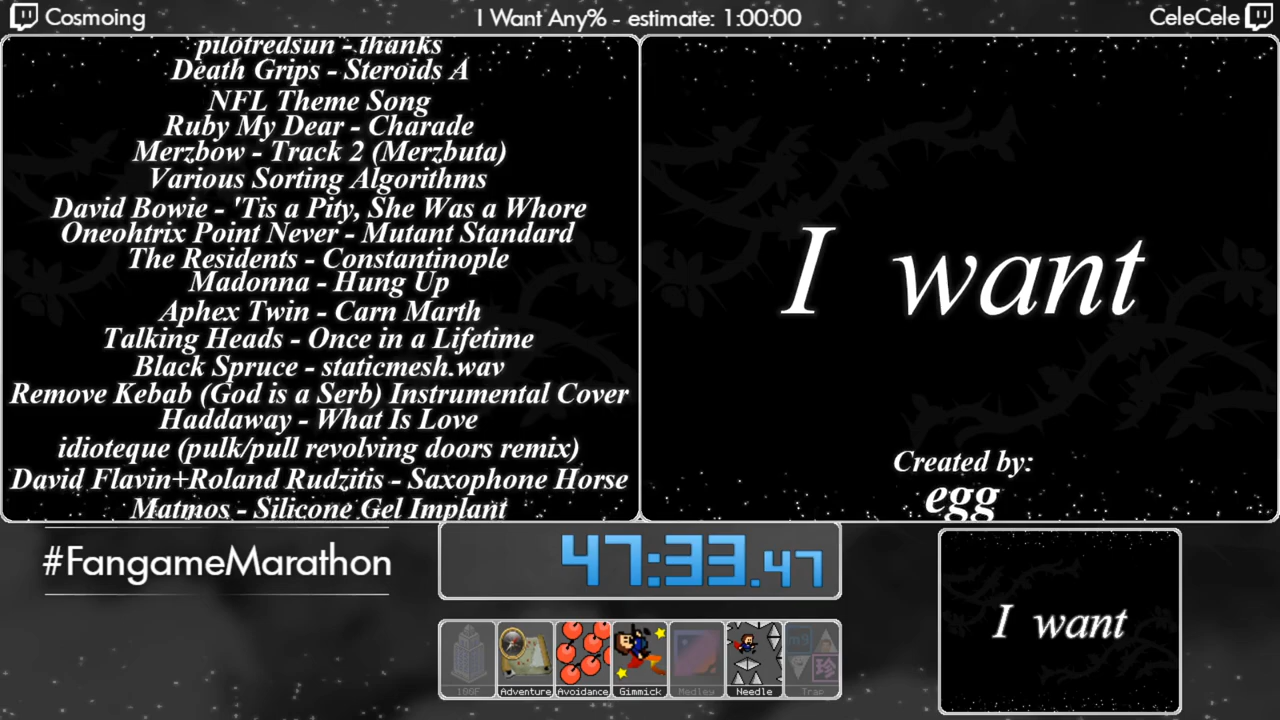 Cosmoing
I Want Any% - estimate: 1:00:00
CeleCele
pilotredsun - thanks
Death Grips - Steroids A
NFL Theme Song
Ruby My Dear - Charade
Merzbow - Track 2 (Merzbuta)
Various Sorting Algorithms
David Bowie - 'Tis a Pity, She Was a Whore
Oneohtrix Point Never - Mutant Standard
The Residents - Constantinople
Madonna - Hung Up
Aphex Twin - Carn Marth
Talking Heads - Once in a Lifetime
Black Spruce - staticmesh.wav
Remove Kebab (God is a Serb) Instrumental Cover
Haddaway - What Is Love
idioteque (pulk/pull revolving doors remix)
David Flavin+Roland Rudzitis - Saxophone Horse
Matmos - Silicone Gel Implant
I want
Created by:
egg
#FangameMarathon
47:33.47
100F
Adventure
Avoidance
Gimmick
Medley
Needle
Trap
I want